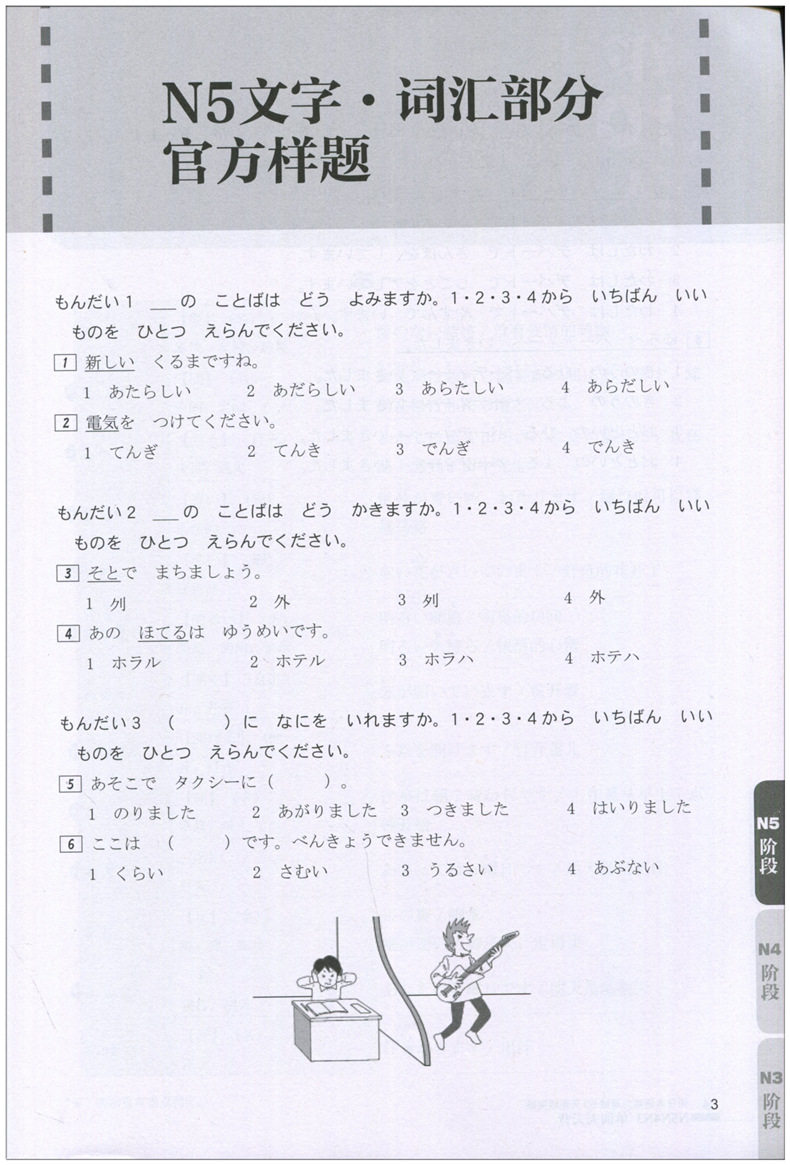 N5文字・词汇部分
官方样题
もんだい1 ___の ことばは どう よみますか。1・2・3・4から いちばん いい
ものを ひとつ えらんでください。
1 新しい くるまですね。
1 あたらしい 2 あだらしい 3 あらたしい 4 あらだしい
2 電気を つけてください。
1 てんぎ 2 てんき 3 でんぎ 4 でんき
もんだい2 ___の ことばは どう かきますか。1・2・3・4から いちばん いい
ものを ひとつ えらんでください。
3 そとで まちましょう。
2 外
4 あの ほてるは ゆうめいです。
1 ホラル 2 ホテル 3 ホラハ 4 ホテハ
もんだい3 ( )に なにを いれますか。1・2・3・4から いちばん いい
ものを ひとつ えらんでください。
5 あそこで タクシーに( )。
1 のりました 2 あがりました 3 つきました 4 はいりました
6 ここは ( )です。べんきょうできません。
1 くらい 2 さむい 3 うるさい 4 あぶない
N5
阶段
N4
阶段
N3
阶段
3